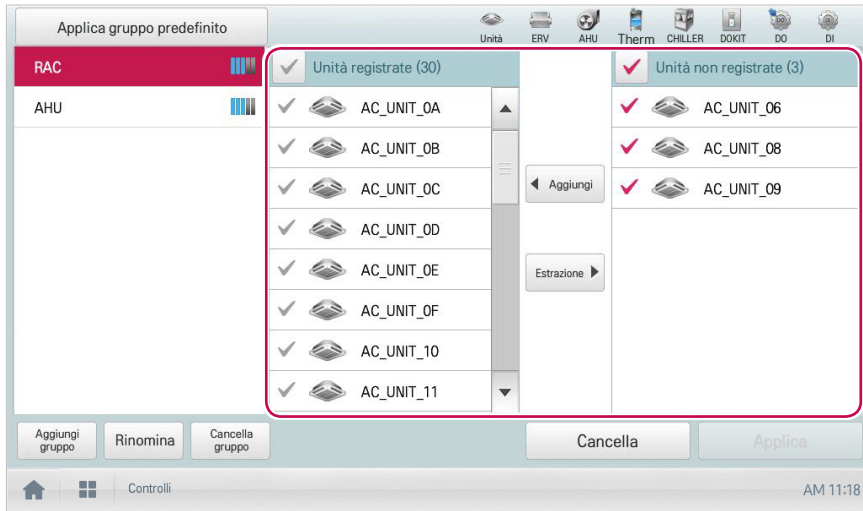 Applica gruppo predefinito
Unità
ERV
AHU
Therm
CHILLER
DOKIT
DO
DI
RAC
AHU
Unità registrate (30)
AC_UNIT_0A
AC_UNIT_0B
AC_UNIT_0C
AC_UNIT_0D
AC_UNIT_0E
AC_UNIT_0F
AC_UNIT_10
AC_UNIT_11
Aggiungi
Estrazione
Unità non registrate (3)
AC_UNIT_06
AC_UNIT_08
AC_UNIT_09
Aggiungi
gruppo
Rinomina
Cancella
gruppo
Cancella
Applica
Controlli
AM 11:18